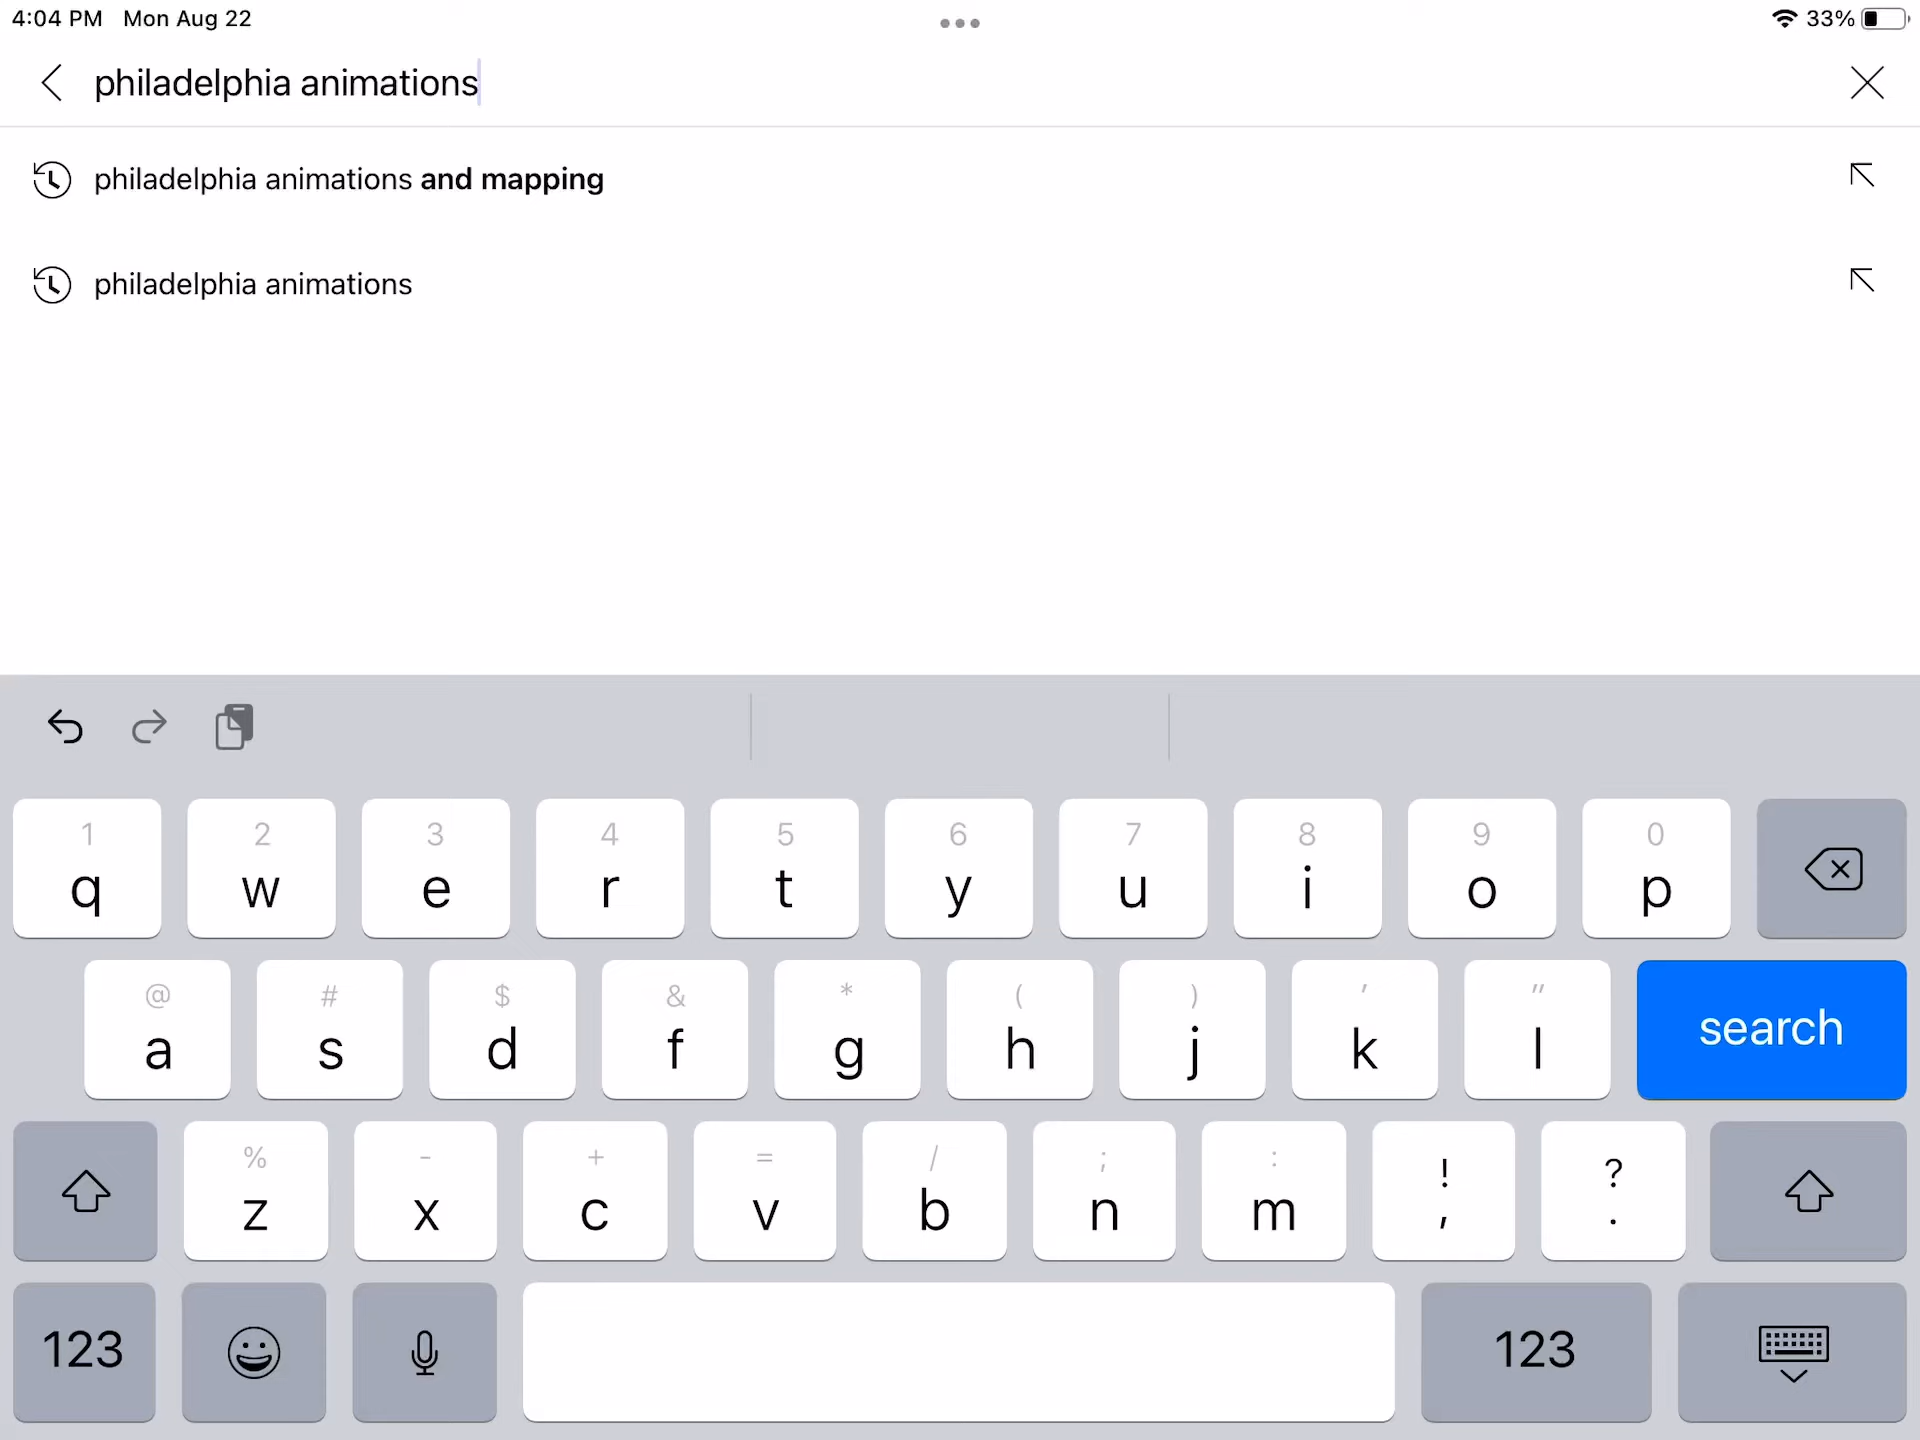 4:04 PM Mon Aug 22 33%
philadelphia animations
philadelphia animations and mapping
philadelphia animations
1 2 3 4 5 6 7 8 9 0
q w e r t y u i o p
@ # $ & * ( ) ' "
a s d f g h j k l search
% - + = / ; : ! ?
z x c v b n m , .
123 123